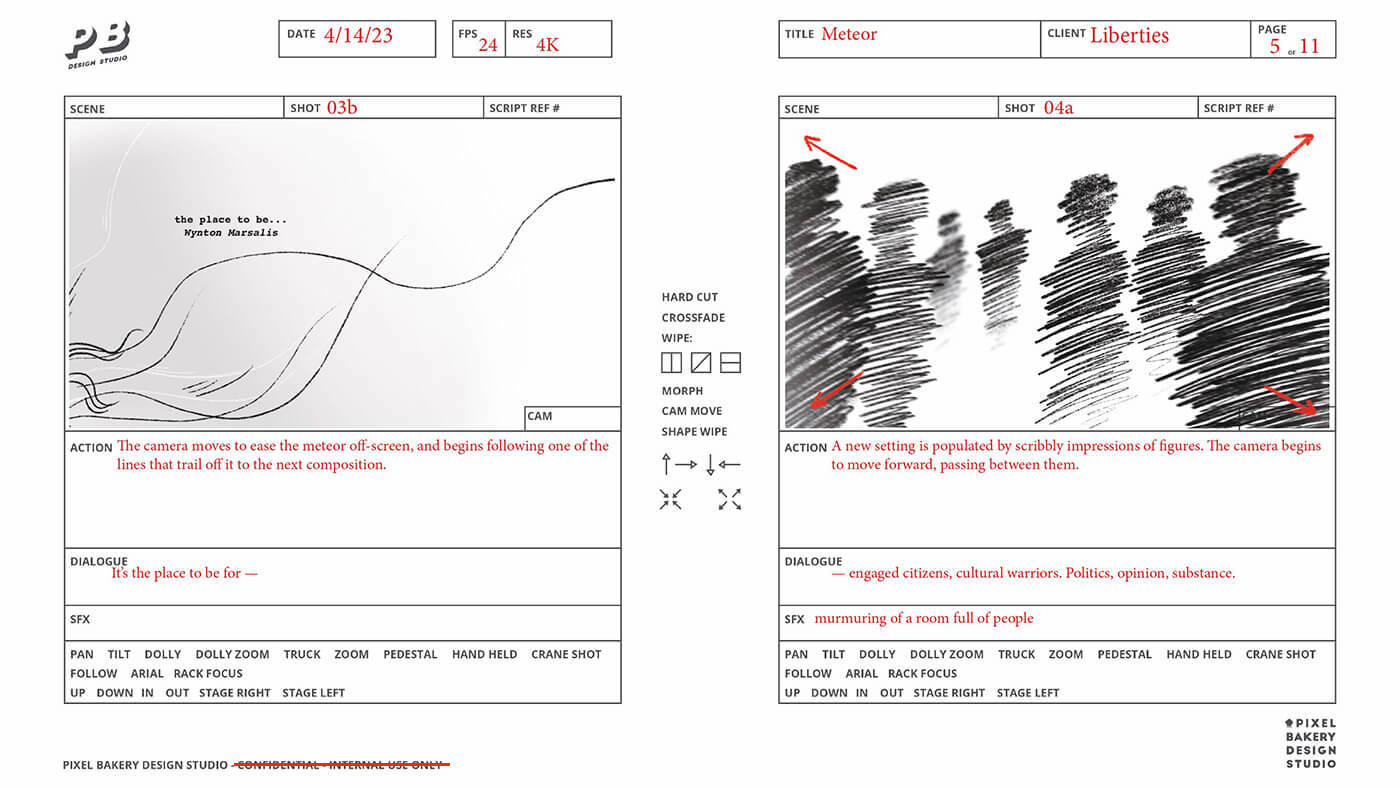 PB
DESIGN STUDIO
DATE 4/14/23
FPS 24
RES 4K
TITLE Meteor
CLIENT Liberties
PAGE 5 OF 11
SCENE
SHOT 03b
SCRIPT REF #
the place to be...
Wynton Marsalis
CAM
ACTION The camera moves to ease the meteor off-screen, and begins following one of the
lines that trail off it to the next composition.
DIALOGUE
It's the place to be for —
SFX
PAN TILT DOLLY DOLLY ZOOM TRUCK ZOOM PEDESTAL HAND HELD CRANE SHOT
FOLLOW ARIAL RACK FOCUS
UP DOWN IN OUT STAGE RIGHT STAGE LEFT
HARD CUT
CROSSFADE
WIPE:
MORPH
CAM MOVE
SHAPE WIPE
SCENE
SHOT 04a
SCRIPT REF #
ACTION A new setting is populated by scribbly impressions of figures. The camera begins
to move forward, passing between them.
DIALOGUE
— engaged citizens, cultural warriors. Politics, opinion, substance.
SFX murmuring of a room full of people
PAN TILT DOLLY DOLLY ZOOM TRUCK ZOOM PEDESTAL HAND HELD CRANE SHOT
FOLLOW ARIAL RACK FOCUS
UP DOWN IN OUT STAGE RIGHT STAGE LEFT
PIXEL BAKERY DESIGN STUDIO - CONFIDENTIAL - INTERNAL USE ONLY
PIXEL
BAKERY
DESIGN
STUDIO